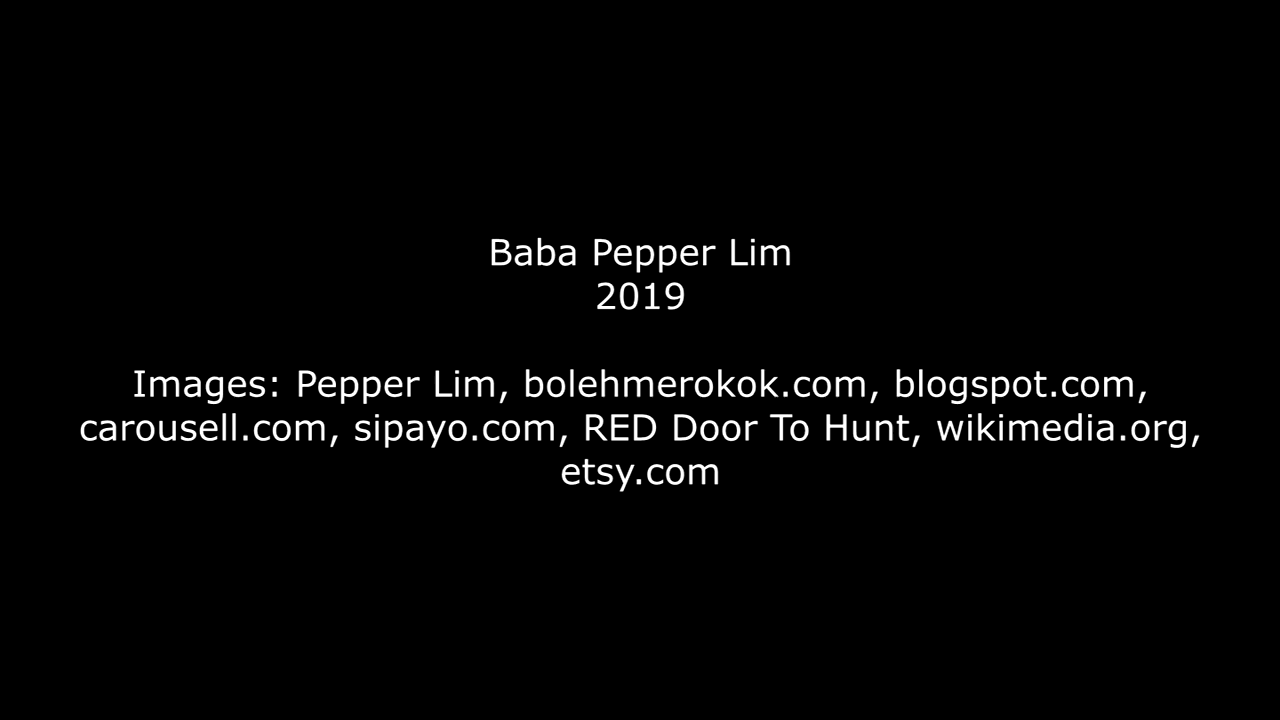 Baba Pepper Lim
2019
Images: Pepper Lim, bolehmerokok.com, blogspot.com,
carousell.com, sipayo.com, RED Door To Hunt, wikimedia.org,
etsy.com